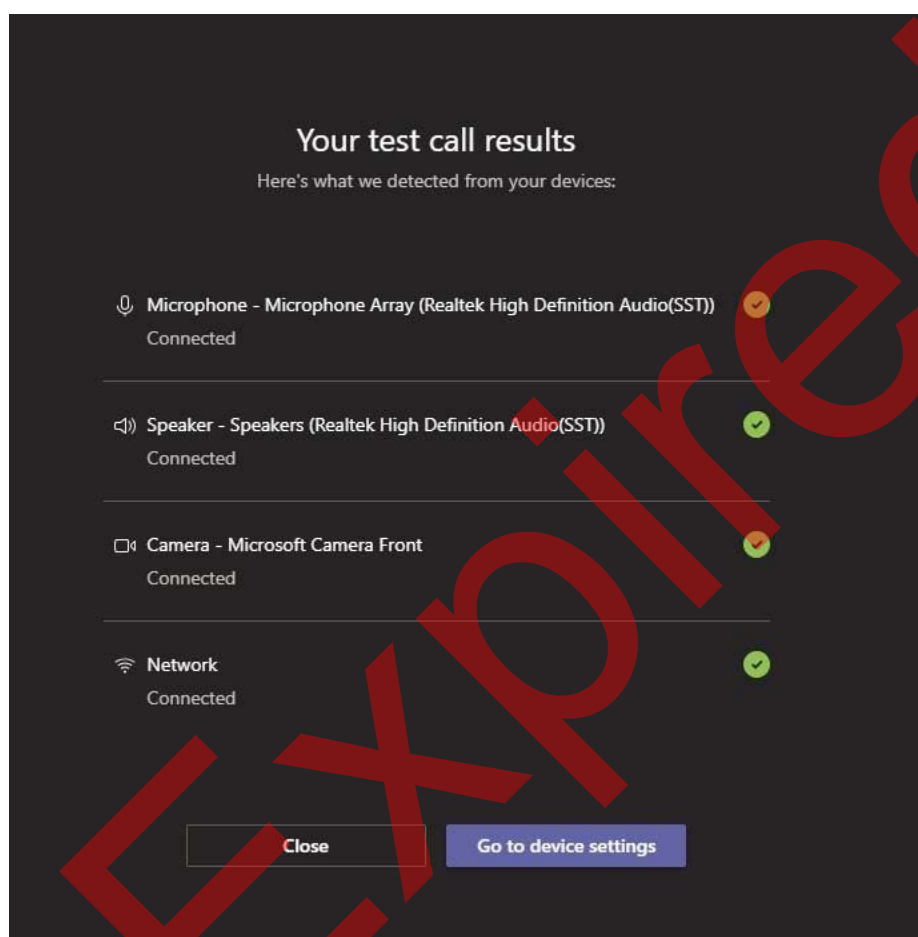 Your test call results
Here's what we detected from your devices:
Microphone - Microphone Array (Realtek High Definition Audio(SST))
Connected
Speaker - Speakers (Realtek High Definition Audio(SST))
Connected
Camera - Microsoft Camera Front
Connected
Network
Connected
Close
Go to device settings
Expired